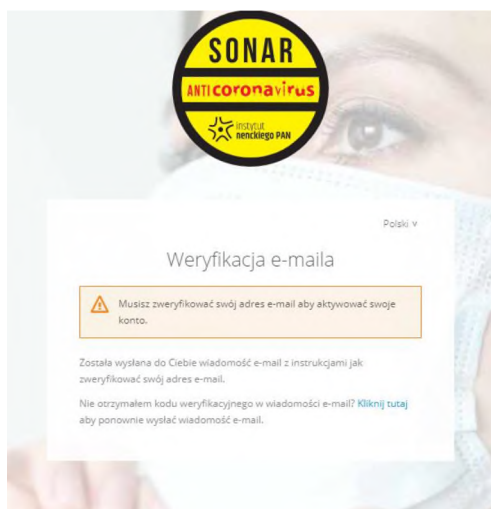 SONAR
ANTICORONAVIRUS
instytut
nenckiego PAN
Polski
Weryfikacja e-maila
Musisz zweryfikować swój adres e-mail aby aktywować swoje
konto.
Została wysłana do Ciebie wiadomość e-mail z instrukcjami jak
zweryfikować swój adres e-mail.
Nie otrzymałem kodu weryfikacyjnego w wiadomości e-mail? Kliknij tutaj
aby ponownie wysłać wiadomość e-mail.